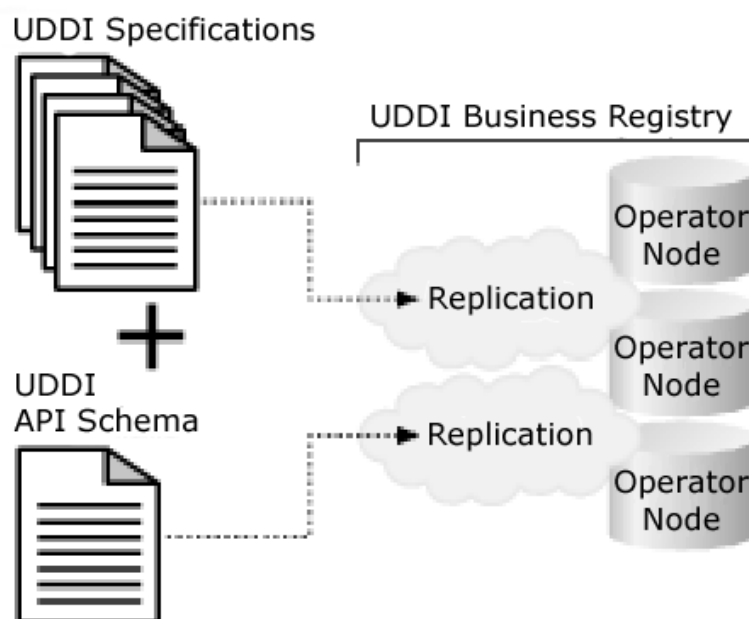 UDDI Specifications
UDDI Business Registry
Operator
Node
Replication
Operator
Node
UDDI
API Schema
Replication
Operator
Node